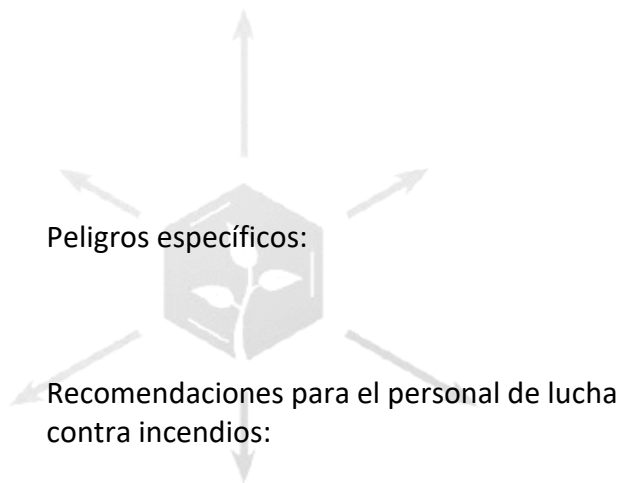 Peligros específicos:
Recomendaciones para el personal de lucha
contra incendios: